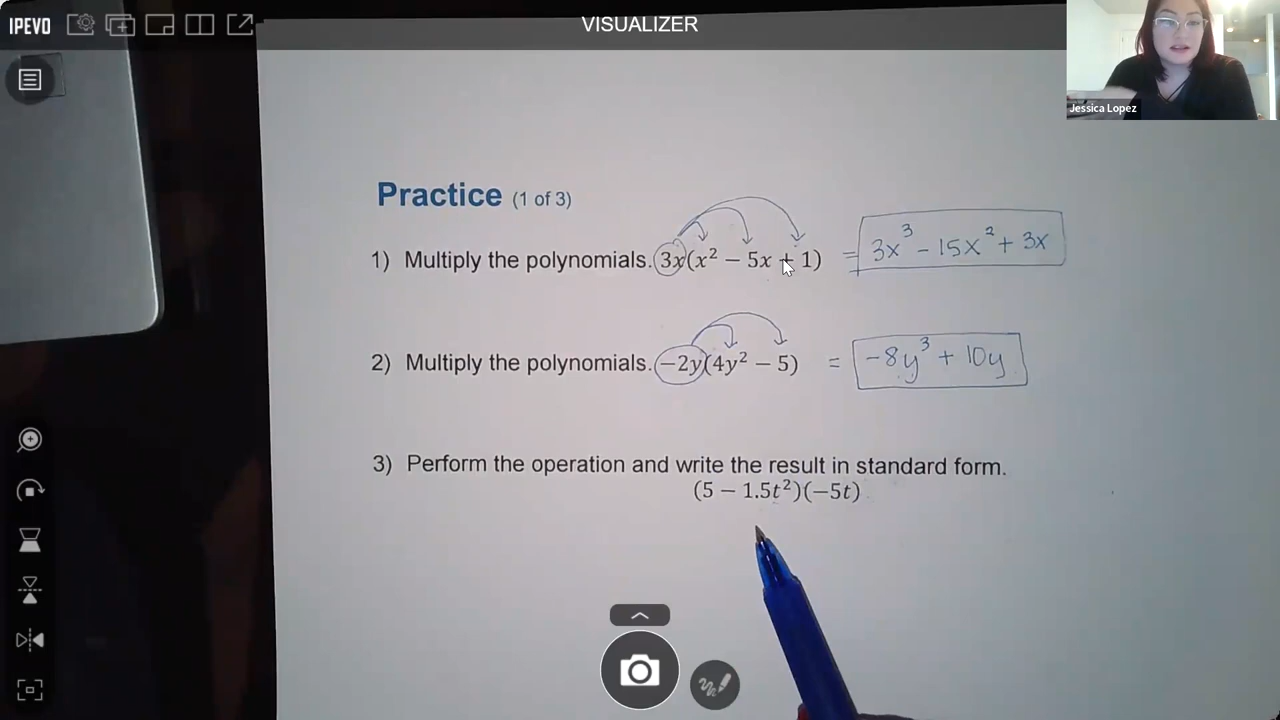 IPEVO
VISUALIZER
Jessica Lopez
Practice (1 of 3)
1) Multiply the polynomials. 3x(x² − 5x + 1) = 3x³ − 15x² + 3x
2) Multiply the polynomials. −2y(4y² − 5) = −8y³ + 10y
3) Perform the operation and write the result in standard form.
(5 − 1.5t²)(−5t)